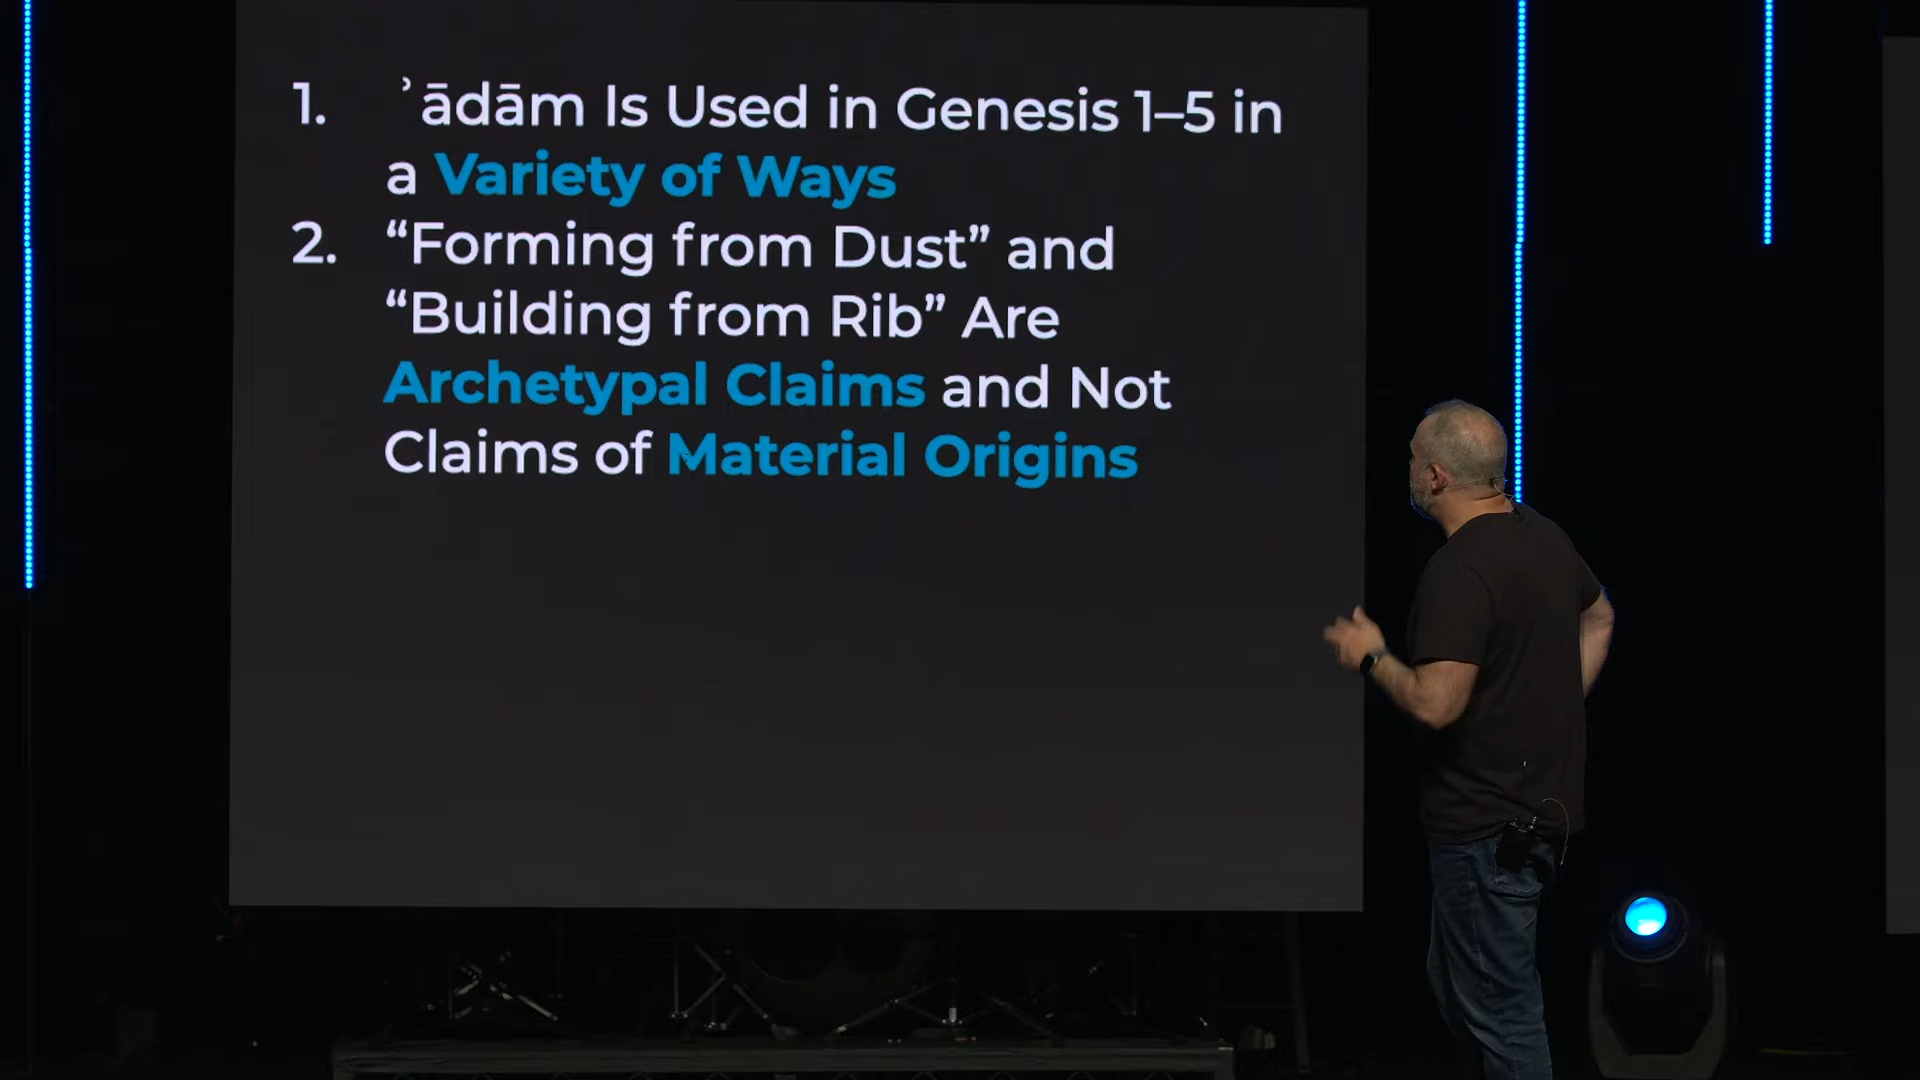 1. ʾādām Is Used in Genesis 1–5 in
a Variety of Ways
2. “Forming from Dust” and
“Building from Rib” Are
Archetypal Claims and Not
Claims of Material Origins